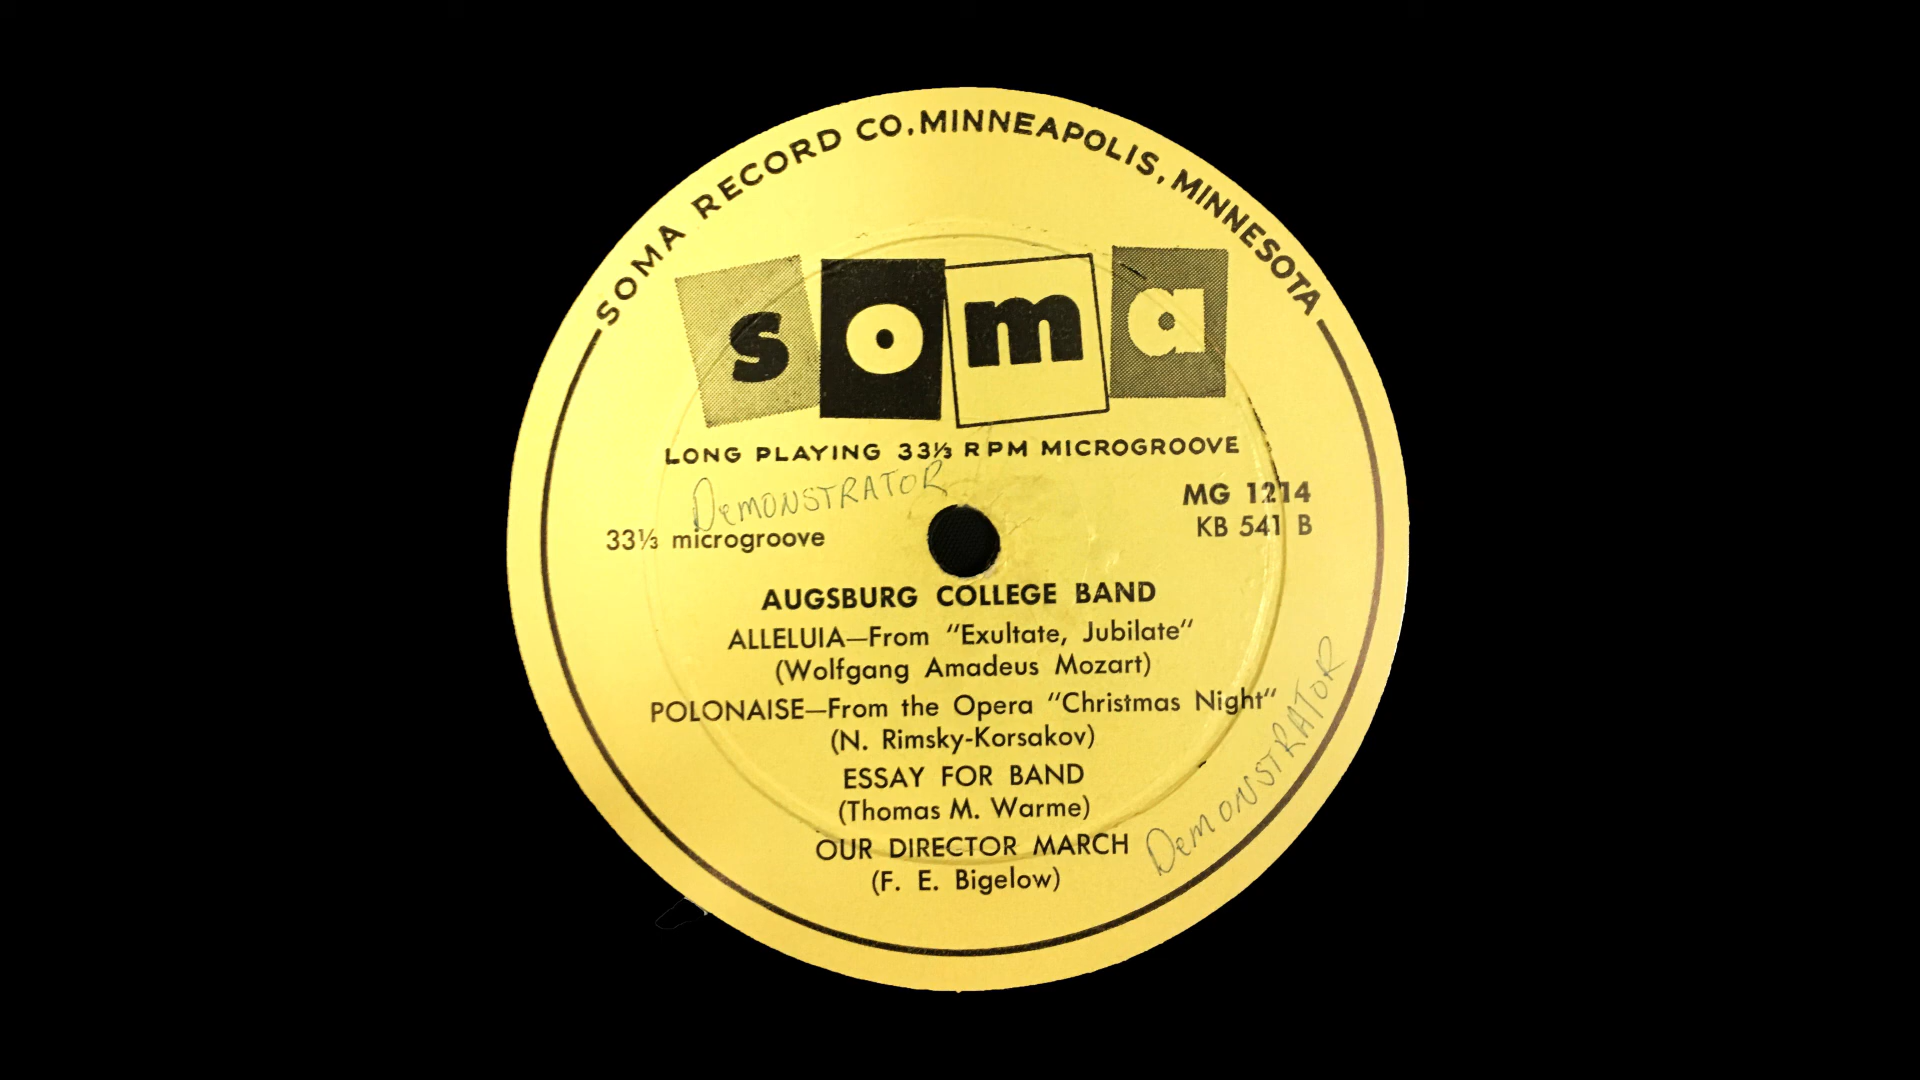 SOMA RECORD CO, MINNEAPOLIS, MINNESOTA
soma
LONG PLAYING 33⅓ RPM MICROGROOVE
DeMONSTRATOR
MG 1214
33⅓ microgroove
KB 541 B
AUGSBURG COLLEGE BAND
ALLELUIA—From "Exultate, Jubilate"
(Wolfgang Amadeus Mozart)
POLONAISE—From the Opera "Christmas Night"
(N. Rimsky-Korsakov)
ESSAY FOR BAND
(Thomas M. Warme)
OUR DIRECTOR MARCH
(F. E. Bigelow)
DeMONSTRATOR